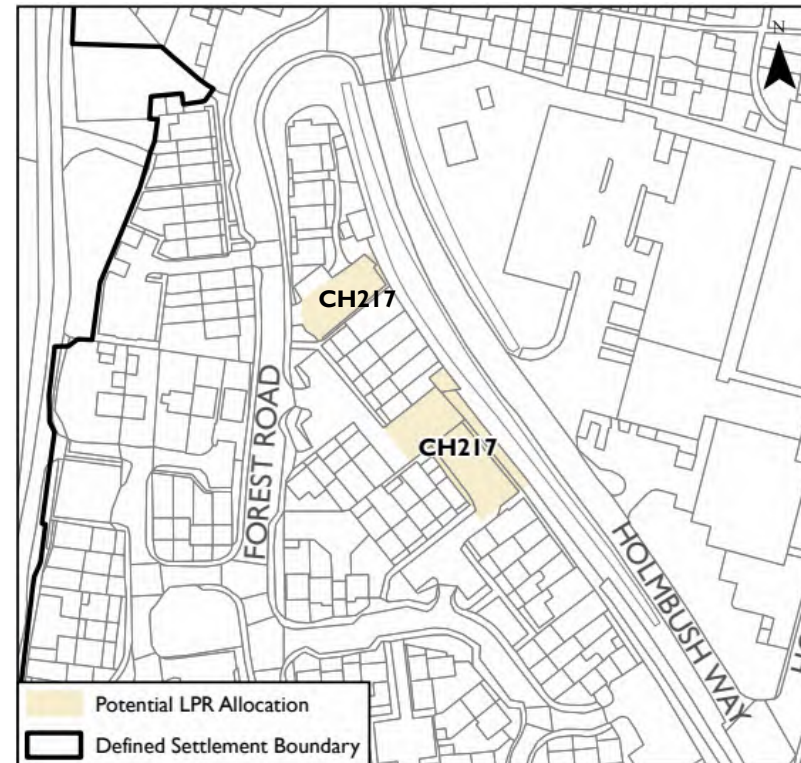 N
CH217
CH217
FOREST ROAD
HOLMBUSH WAY
Potential LPR Allocation
Defined Settlement Boundary